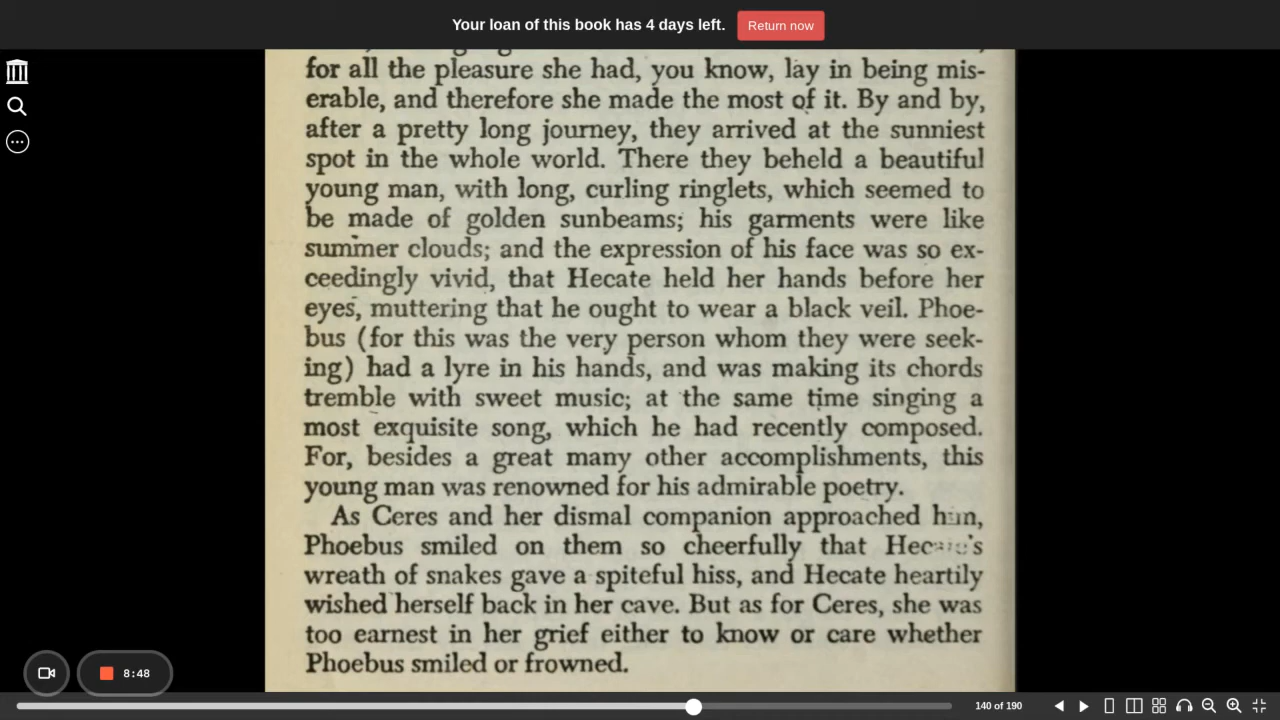 Your loan of this book has 4 days left. Return now
for all the pleasure she had, you know, lay in being mis-
erable, and therefore she made the most of it. By and by,
after a pretty long journey, they arrived at the sunniest
spot in the whole world. There they beheld a beautiful
young man, with long, curling ringlets, which seemed to
be made of golden sunbeams; his garments were like
summer clouds; and the expression of his face was so ex-
ceedingly vivid, that Hecate held her hands before her
eyes, muttering that he ought to wear a black veil. Phoe-
bus (for this was the very person whom they were seek-
ing) had a lyre in his hands, and was making its chords
tremble with sweet music; at the same time singing a
most exquisite song, which he had recently composed.
For, besides a great many other accomplishments, this
young man was renowned for his admirable poetry.
As Ceres and her dismal companion approached him,
Phoebus smiled on them so cheerfully that Hecate's
wreath of snakes gave a spiteful hiss, and Hecate heartily
wished herself back in her cave. But as for Ceres, she was
too earnest in her grief either to know or care whether
Phoebus smiled or frowned.
8:48
140 of 190